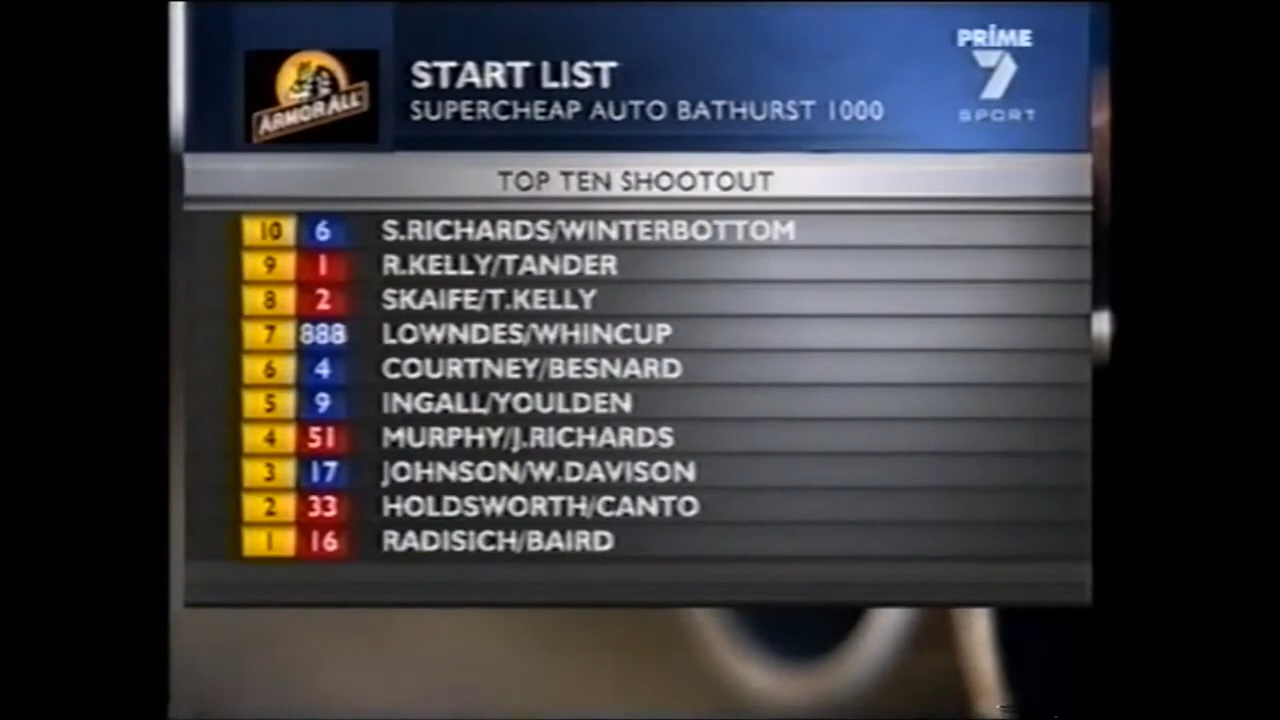 ARMOR ALL
START LIST
SUPERCHEAP AUTO BATHURST 1000
PRIME
7
SPORT
TOP TEN SHOOTOUT
10 6 S.RICHARDS/WINTERBOTTOM
9 1 R.KELLY/TANDER
8 2 SKAIFE/T.KELLY
7 888 LOWNDES/WHINCUP
6 4 COURTNEY/BESNARD
5 9 INGALL/YOULDEN
4 51 MURPHY/J.RICHARDS
3 17 JOHNSON/W.DAVISON
2 33 HOLDSWORTH/CANTO
1 16 RADISICH/BAIRD